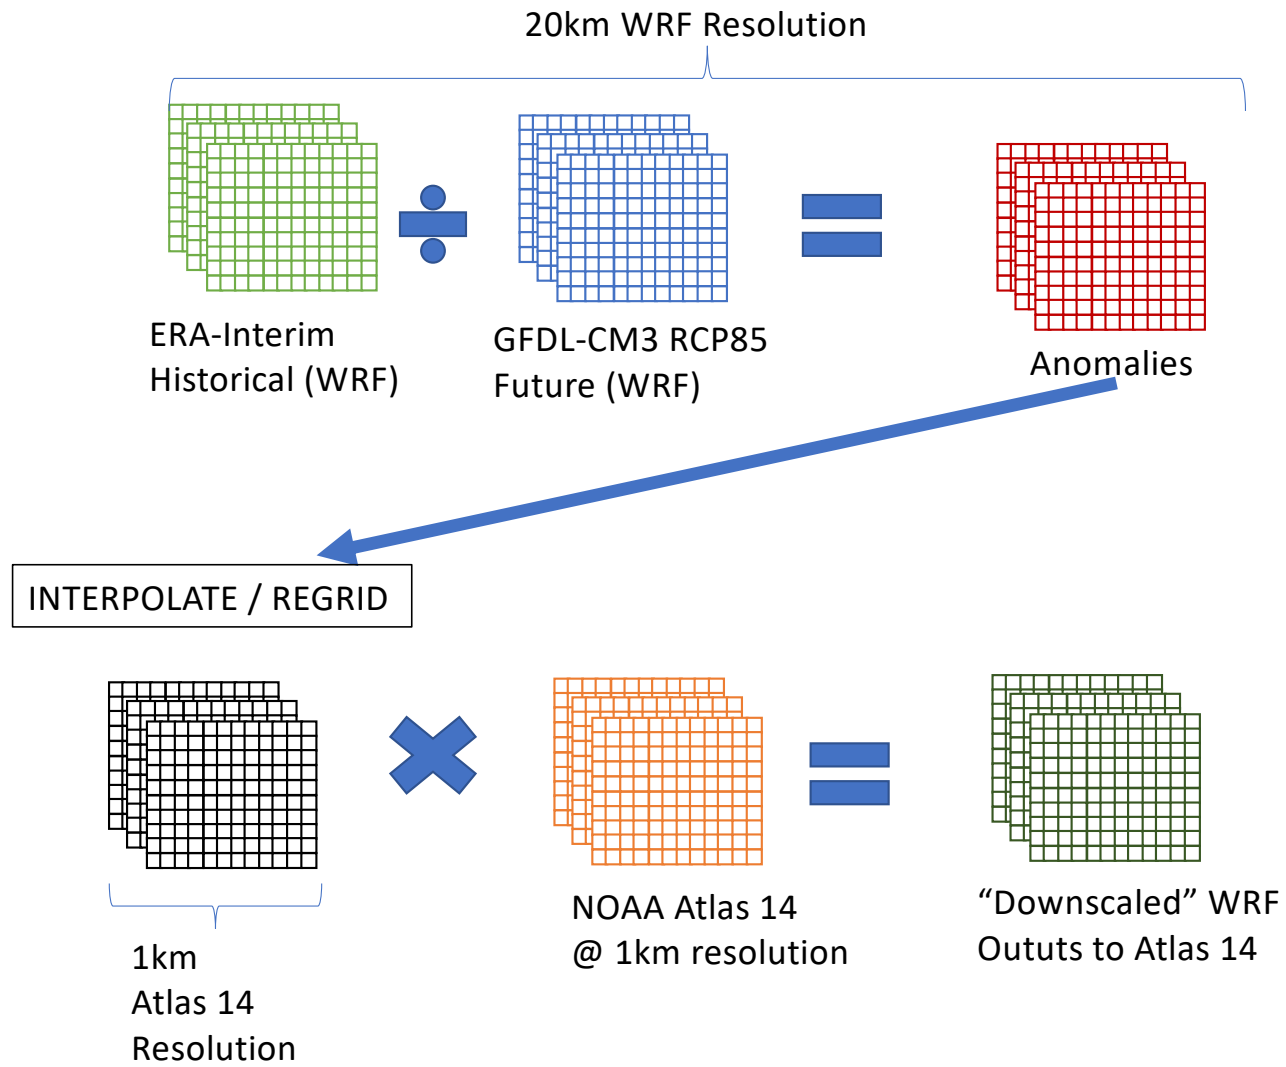 20km WRF Resolution
ERA-Interim
Historical (WRF)
GFDL-CM3 RCP85
Future (WRF)
Anomalies
INTERPOLATE / REGRID
1km
Atlas 14
Resolution
NOAA Atlas 14
@ 1km resolution
“Downscaled” WRF
Oututs to Atlas 14